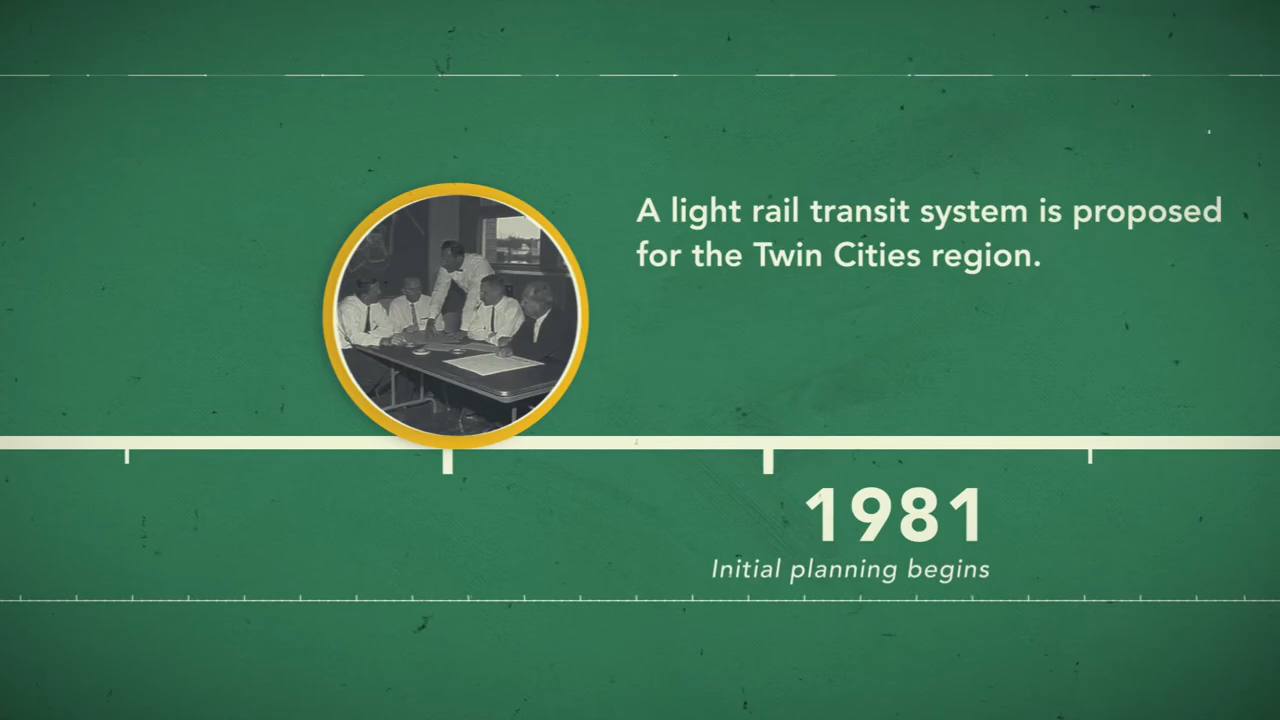 A light rail transit system is proposed
for the Twin Cities region.
1981
Initial planning begins